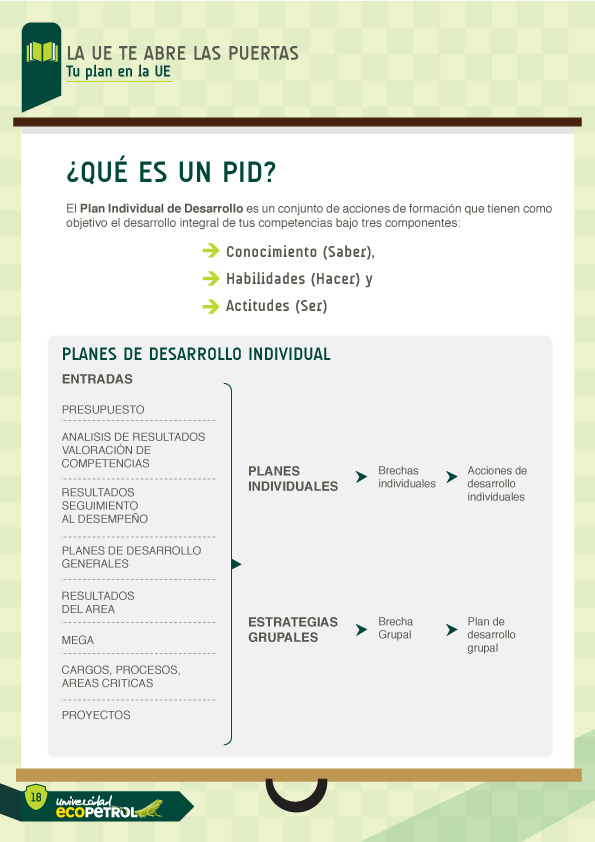 LA UE TE ABRE LAS PUERTAS
Tu plan en la UE
¿QUÉ ES UN PID?
El Plan Individual de Desarrollo es un conjunto de acciones de formación que tienen como
objetivo el desarrollo integral de tus competencias bajo tres componentes:
Conocimiento (Saber),
Habilidades (Hacer) y
Actitudes (Ser)
PLANES DE DESARROLLO INDIVIDUAL
ENTRADAS
PRESUPUESTO
ANALISIS DE RESULTADOS
VALORACIÓN DE
COMPETENCIAS
RESULTADOS
SEGUIMIENTO
AL DESEMPEÑO
PLANES DE DESARROLLO
GENERALES
RESULTADOS
DEL AREA
MEGA
CARGOS, PROCESOS,
AREAS CRITICAS
PROYECTOS
PLANES
INDIVIDUALES
Brechas
individuales
Acciones de
desarrollo
individuales
ESTRATEGIAS
GRUPALES
Brecha
Grupal
Plan de
desarrollo
grupal
18
universidad
ECOPETROL